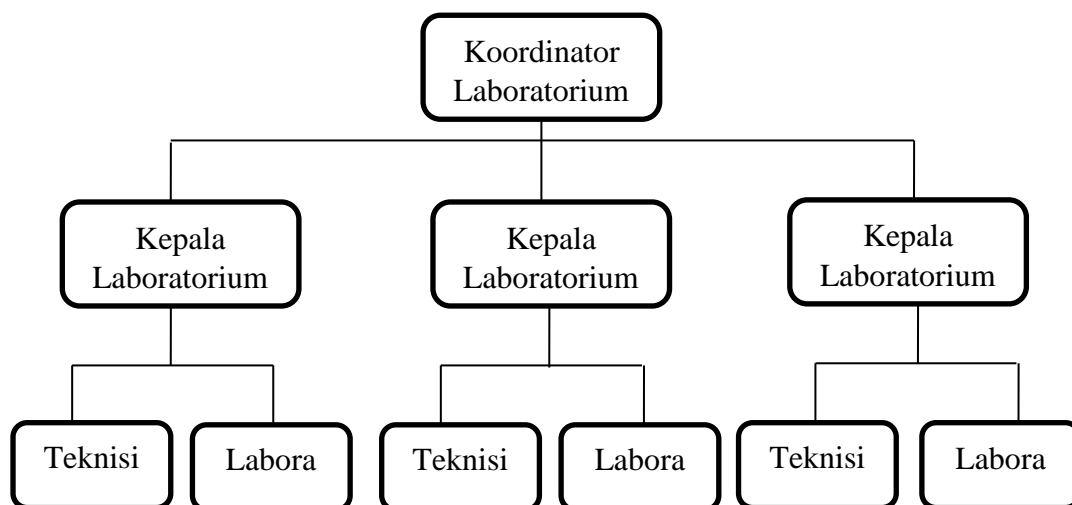 Koordinator
Laboratorium
Kepala
Laboratorium
Kepala
Laboratorium
Kepala
Laboratorium
Teknisi
Labora
Teknisi
Labora
Teknisi
Labora